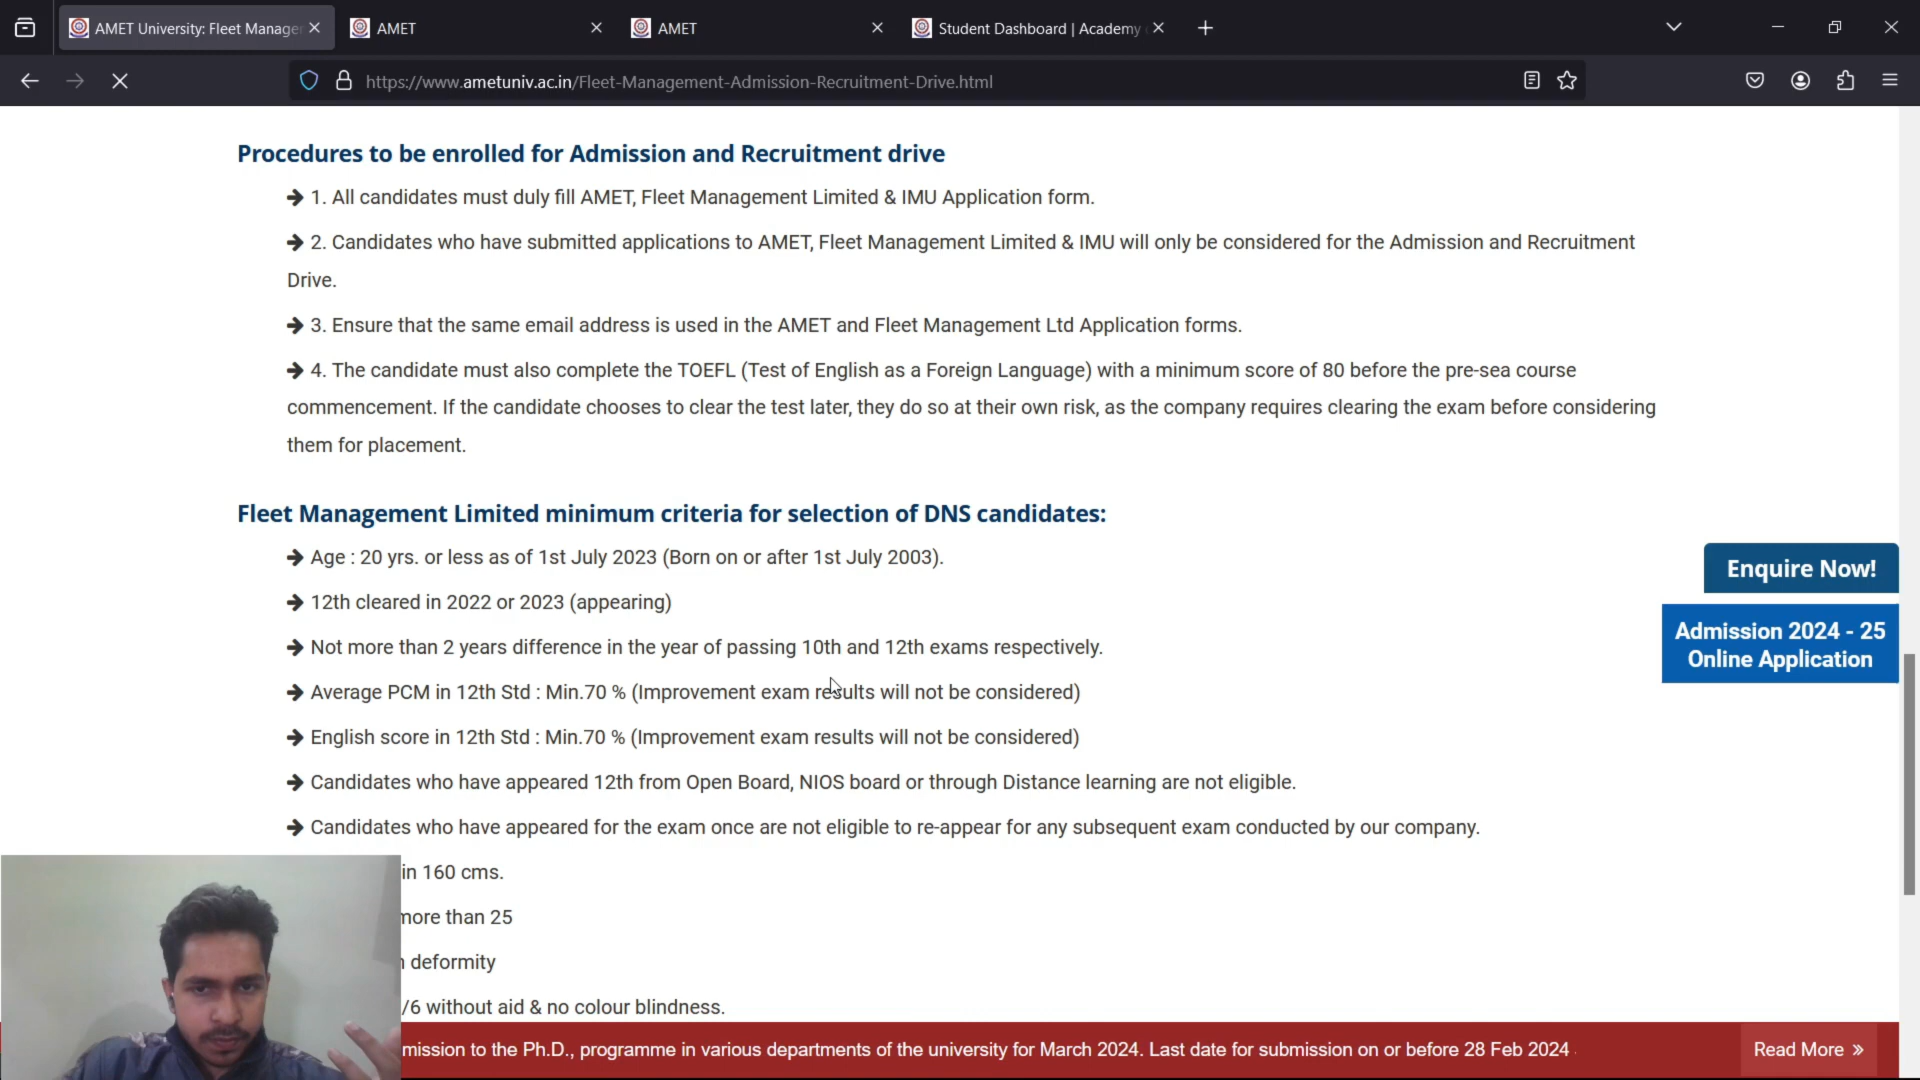 AMET University: Fleet Manage
AMET
AMET
Student Dashboard | Academy
https://www.ametuniv.ac.in/Fleet-Management-Admission-Recruitment-Drive.html
Procedures to be enrolled for Admission and Recruitment drive
1. All candidates must duly fill AMET, Fleet Management Limited & IMU Application form.
2. Candidates who have submitted applications to AMET, Fleet Management Limited & IMU will only be considered for the Admission and Recruitment
Drive.
3. Ensure that the same email address is used in the AMET and Fleet Management Ltd Application forms.
4. The candidate must also complete the TOEFL (Test of English as a Foreign Language) with a minimum score of 80 before the pre-sea course
commencement. If the candidate chooses to clear the test later, they do so at their own risk, as the company requires clearing the exam before considering
them for placement.
Fleet Management Limited minimum criteria for selection of DNS candidates:
Age : 20 yrs. or less as of 1st July 2023 (Born on or after 1st July 2003).
12th cleared in 2022 or 2023 (appearing)
Not more than 2 years difference in the year of passing 10th and 12th exams respectively.
Average PCM in 12th Std : Min.70 % (Improvement exam results will not be considered)
English score in 12th Std : Min.70 % (Improvement exam results will not be considered)
Candidates who have appeared 12th from Open Board, NIOS board or through Distance learning are not eligible.
Candidates who have appeared for the exam once are not eligible to re-appear for any subsequent exam conducted by our company.
in 160 cms.
more than 25
deformity
/6 without aid & no colour blindness.
Enquire Now!
Admission 2024 - 25
Online Application
mission to the Ph.D., programme in various departments of the university for March 2024. Last date for submission on or before 28 Feb 2024
Read More »